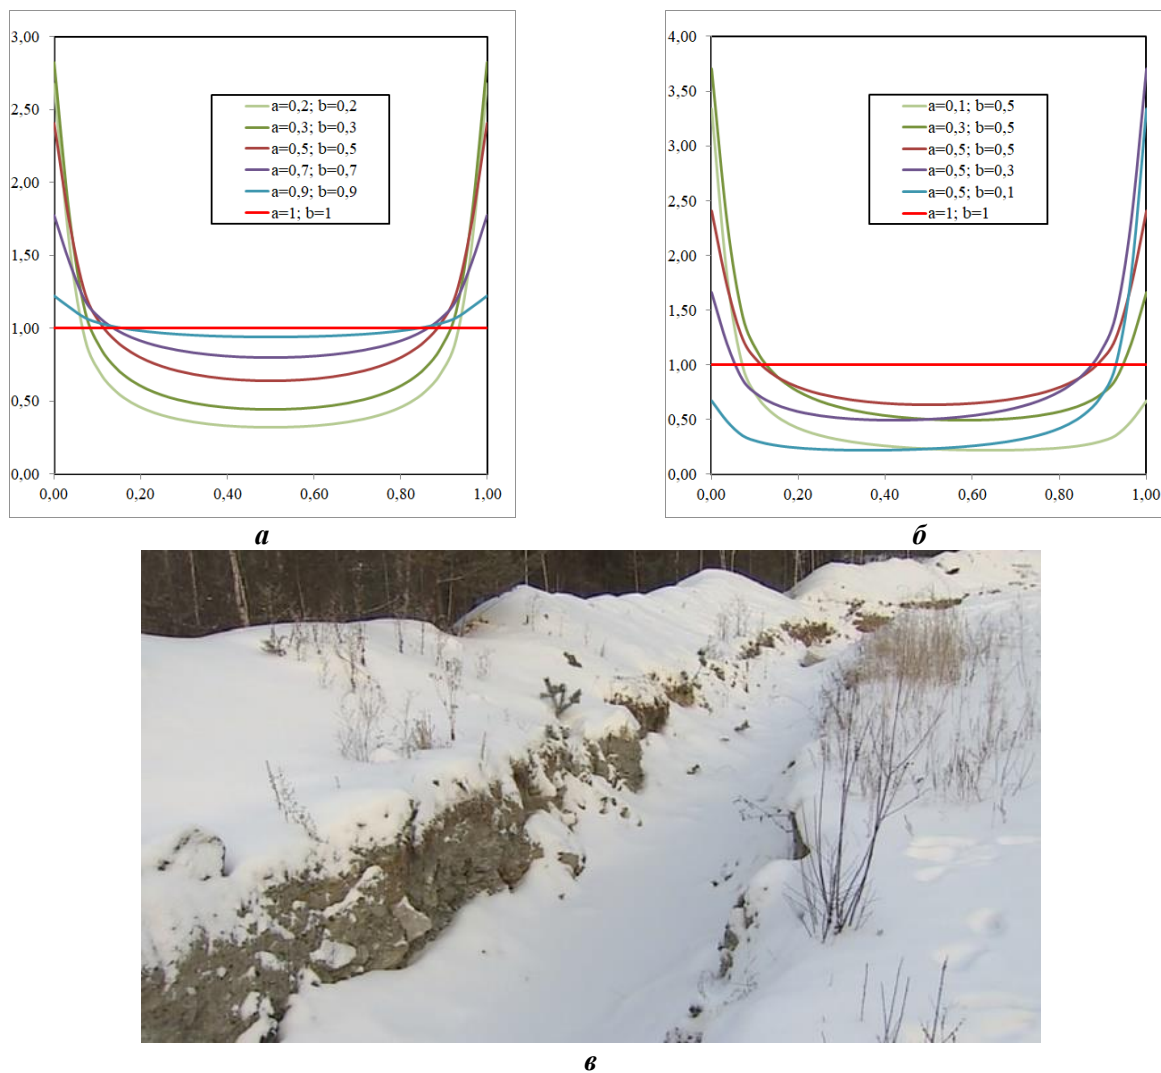 3,00
2,50
2,00
1,50
1,00
0,50
0,00
0,00 0,20 0,40 0,60 0,80 1,00
a=0,2; b=0,2
a=0,3; b=0,3
a=0,5; b=0,5
a=0,7; b=0,7
a=0,9; b=0,9
a=1; b=1
а
4,00
3,50
3,00
2,50
2,00
1,50
1,00
0,50
0,00
0,00 0,20 0,40 0,60 0,80 1,00
a=0,1; b=0,5
a=0,3; b=0,5
a=0,5; b=0,5
a=0,5; b=0,3
a=0,5; b=0,1
a=1; b=1
б
в